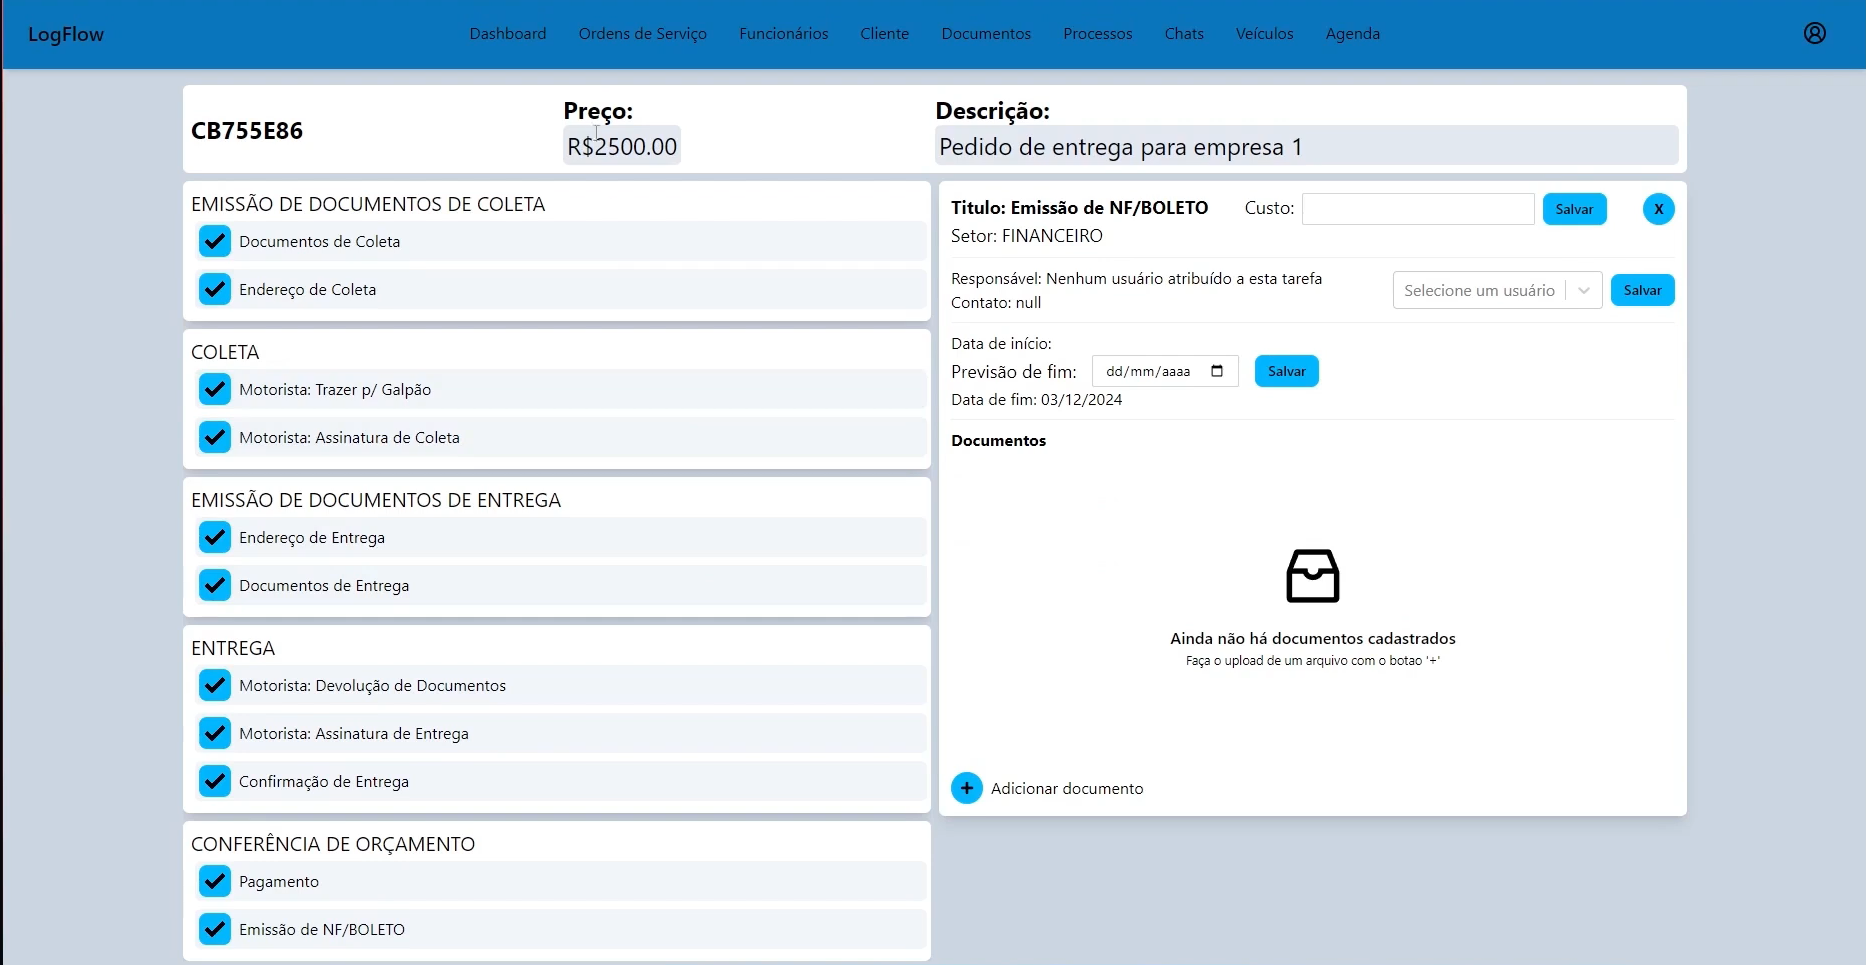 LogFlow
Dashboard
Ordens de Serviço
Funcionários
Cliente
Documentos
Processos
Chats
Veículos
Agenda
CB755E86
Preço:
R$2500.00
Descrição:
Pedido de entrega para empresa 1
EMISSÃO DE DOCUMENTOS DE COLETA
Documentos de Coleta
Endereço de Coleta
COLETA
Motorista: Trazer p/ Galpão
Motorista: Assinatura de Coleta
EMISSÃO DE DOCUMENTOS DE ENTREGA
Endereço de Entrega
Documentos de Entrega
ENTREGA
Motorista: Devolução de Documentos
Motorista: Assinatura de Entrega
Confirmação de Entrega
CONFERÊNCIA DE ORÇAMENTO
Pagamento
Emissão de NF/BOLETO
Titulo: Emissão de NF/BOLETO
Custo:
Salvar
X
Setor: FINANCEIRO
Responsável: Nenhum usuário atribuído a esta tarefa
Contato: null
Selecione um usuário
Salvar
Data de início:
Previsão de fim:
dd/mm/aaaa
Salvar
Data de fim: 03/12/2024
Documentos
Ainda não há documentos cadastrados
Faça o upload de um arquivo com o botao '+'
+ Adicionar documento